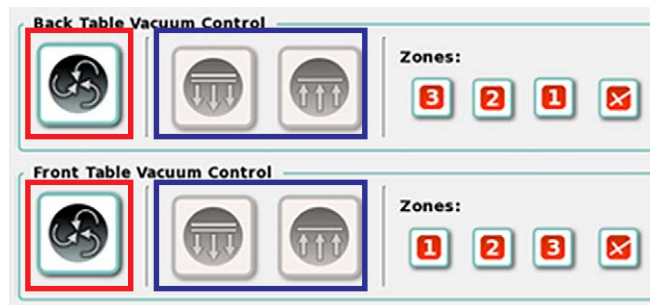 Back Table Vacuum Control
Zones:
3 2 1
Front Table Vacuum Control
Zones:
1 2 3